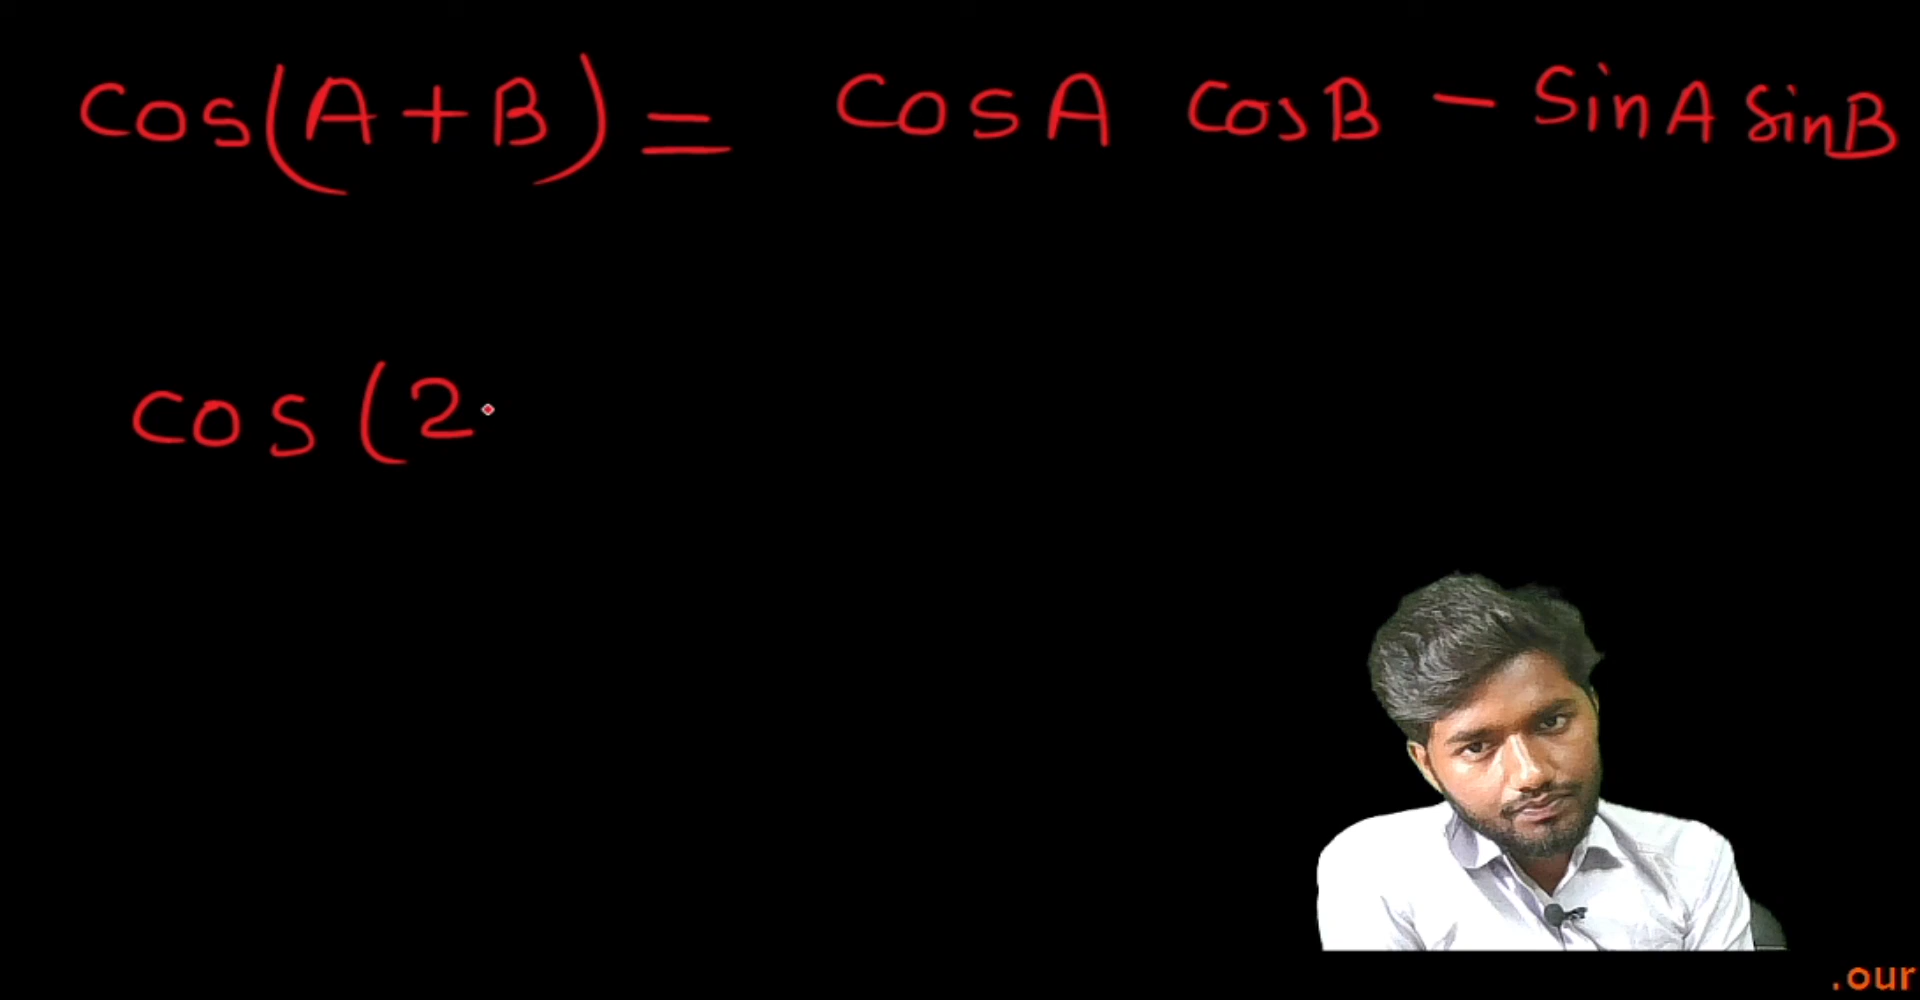 cos(A+B) = cosA cosB - sinA sinB
cos(2
.our